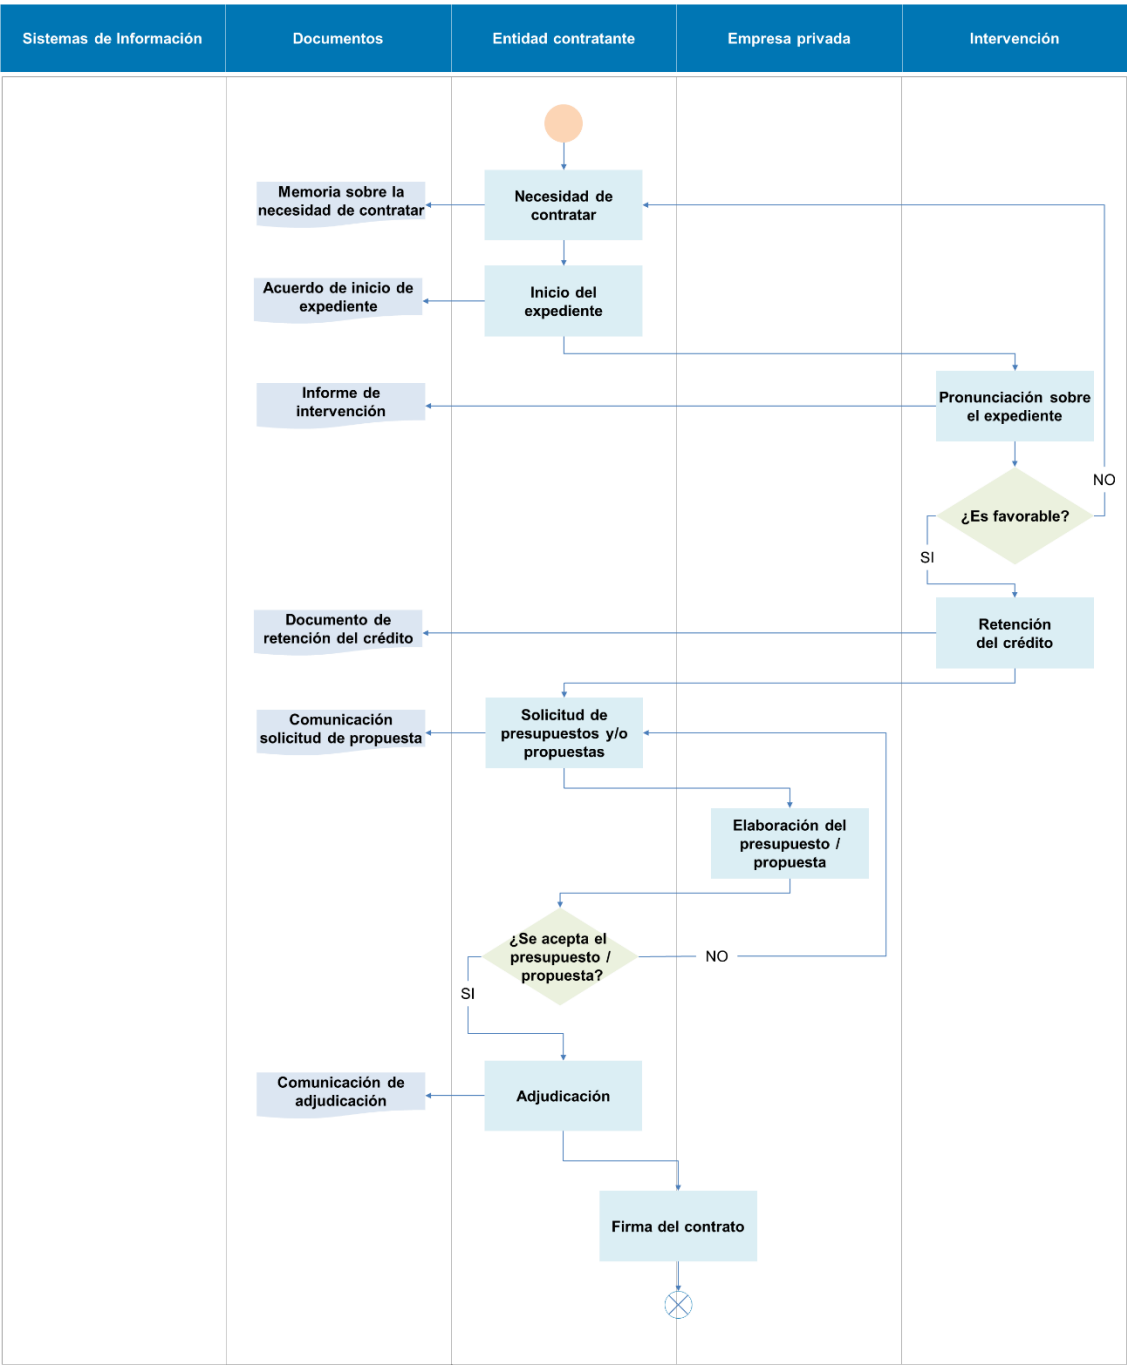 Sistemas de Información
Documentos
Entidad contratante
Empresa privada
Intervención
Memoria sobre la
necesidad de contratar
Necesidad de
contratar
Acuerdo de inicio de
expediente
Inicio del
expediente
Informe de
intervención
Pronunciación sobre
el expediente
NO
¿Es favorable?
SI
Documento de
retención del crédito
Retención
del crédito
Comunicación
solicitud de propuesta
Solicitud de
presupuestos y/o
propuestas
Elaboración del
presupuesto /
propuesta
¿Se acepta el
presupuesto /
propuesta?
NO
SI
Comunicación de
adjudicación
Adjudicación
Firma del contrato